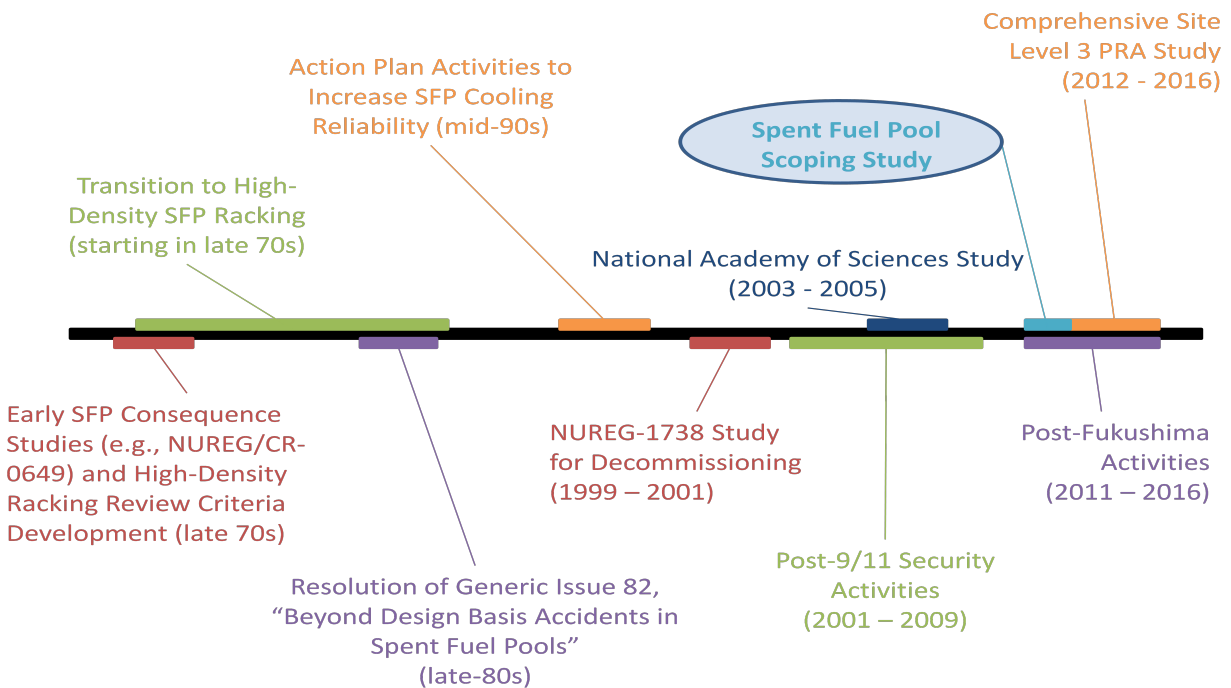 Comprehensive Site
Level 3 PRA Study
(2012 - 2016)
Action Plan Activities to
Increase SFP Cooling
Reliability (mid-90s)
Spent Fuel Pool
Scoping Study
Transition to High-
Density SFP Racking
(starting in late 70s)
National Academy of Sciences Study
(2003 - 2005)
Early SFP Consequence
Studies (e.g., NUREG/CR-
0649) and High-Density
Racking Review Criteria
Development (late 70s)
NUREG-1738 Study
for Decommissioning
(1999 – 2001)
Post-Fukushima
Activities
(2011 – 2016)
Post-9/11 Security
Activities
(2001 – 2009)
Resolution of Generic Issue 82,
“Beyond Design Basis Accidents in
Spent Fuel Pools”
(late-80s)